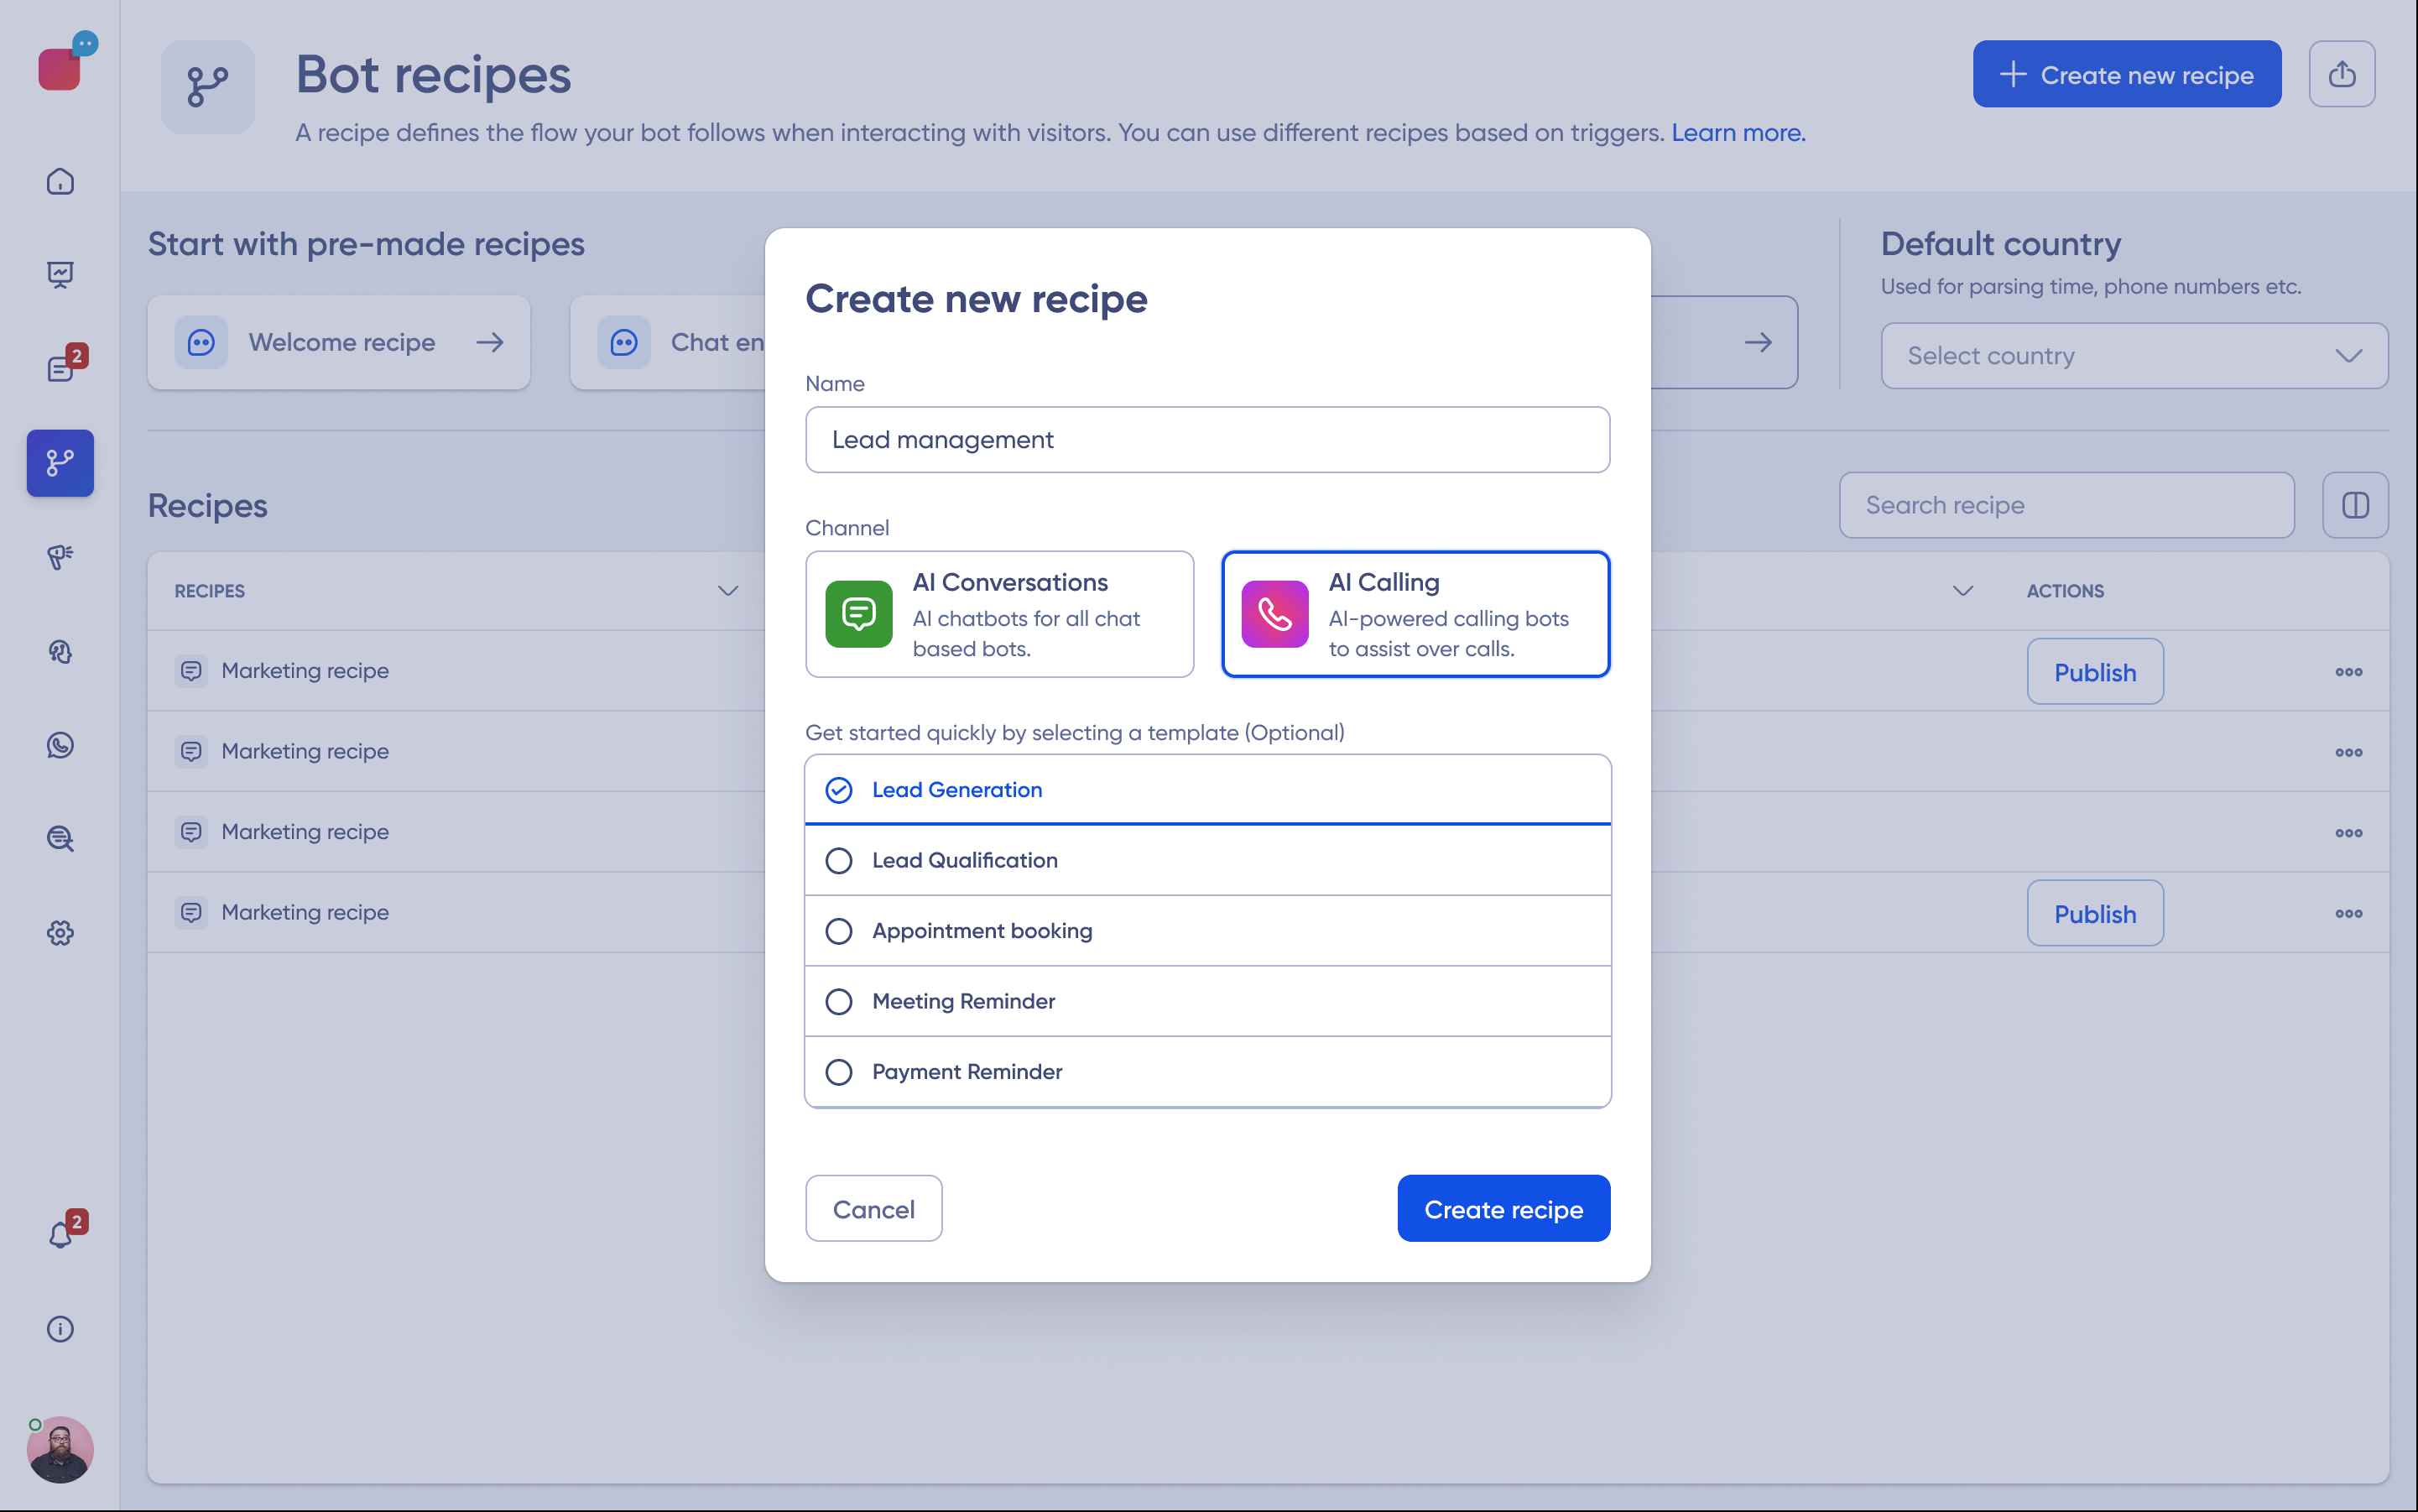 Bot recipes
A recipe defines the flow your bot follows when interacting with visitors. You can use different recipes based on triggers. Learn more.
Create new recipe
2
2
Start with pre-made recipes
Welcome recipe
Chat en
Default country
Used for parsing time, phone numbers etc.
Select country
Recipes
Search recipe
RECIPES
ACTIONS
Marketing recipe
Publish
Marketing recipe
Marketing recipe
Marketing recipe
Publish
Create new recipe
Name
Lead management
Channel
AI Conversations
AI chatbots for all chat
based bots.
AI Calling
AI-powered calling bots
to assist over calls.
Get started quickly by selecting a template (Optional)
Lead Generation
Lead Qualification
Appointment booking
Meeting Reminder
Payment Reminder
Cancel
Create recipe